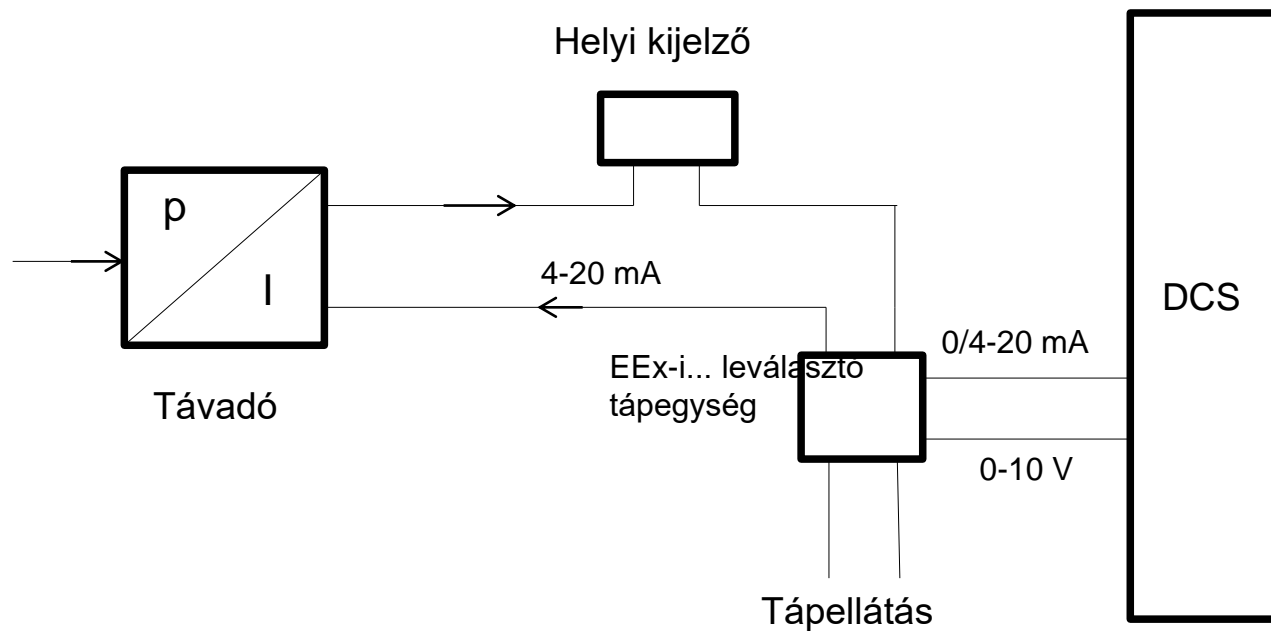 Helyi kijelző
p
I
4-20 mA
DCS
0/4-20 mA
EEx-i... leválasztó
tápegység
Távadó
0-10 V
Tápellátás